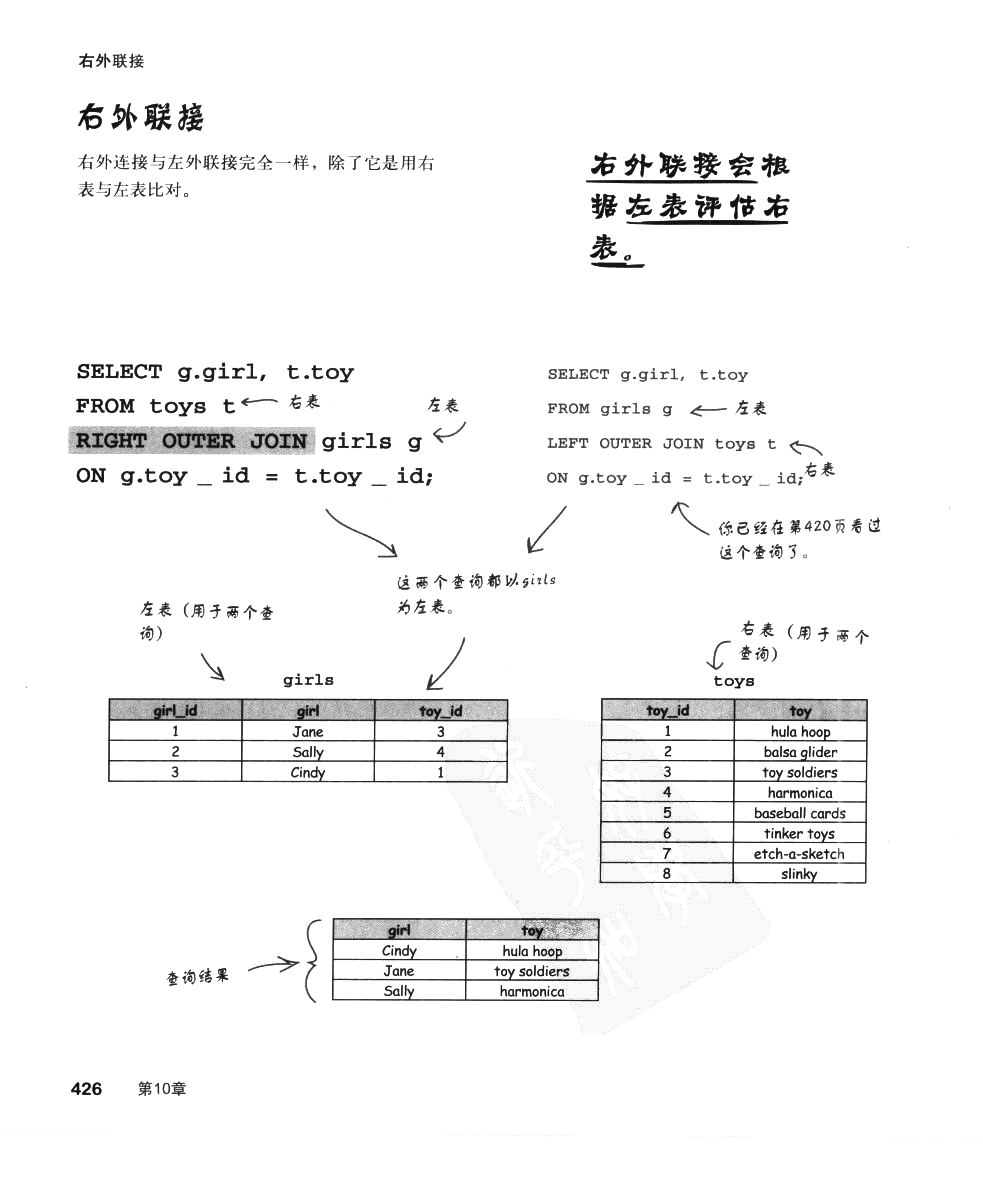 右外联接
右外联接
右外连接与左外联接完全一样，除了它是用右
表与左表比对。
右外联接会根
据左表评估右
表。
SELECT g.girl, t.toy
FROM toys t 右表
左表
RIGHT OUTER JOIN girls g
ON g.toy _ id = t.toy _ id;
SELECT g.girl, t.toy
FROM girls g 左表
LEFT OUTER JOIN toys t
右表
ON g.toy _ id = t.toy _ id;
你已经在第420页看过
这个查询了。
这两个查询都以girls
为左表。
左表（用于两个查
询）
右表（用于两个
查询）
girls
girl_id girl toy_id
1 Jane 3
2 Sally 4
3 Cindy 1
toys
toy_id toy
1 hula hoop
2 balsa glider
3 toy soldiers
4 harmonica
5 baseball cards
6 tinker toys
7 etch-a-sketch
8 slinky
查询结果
girl toy
Cindy hula hoop
Jane toy soldiers
Sally harmonica
426 第10章